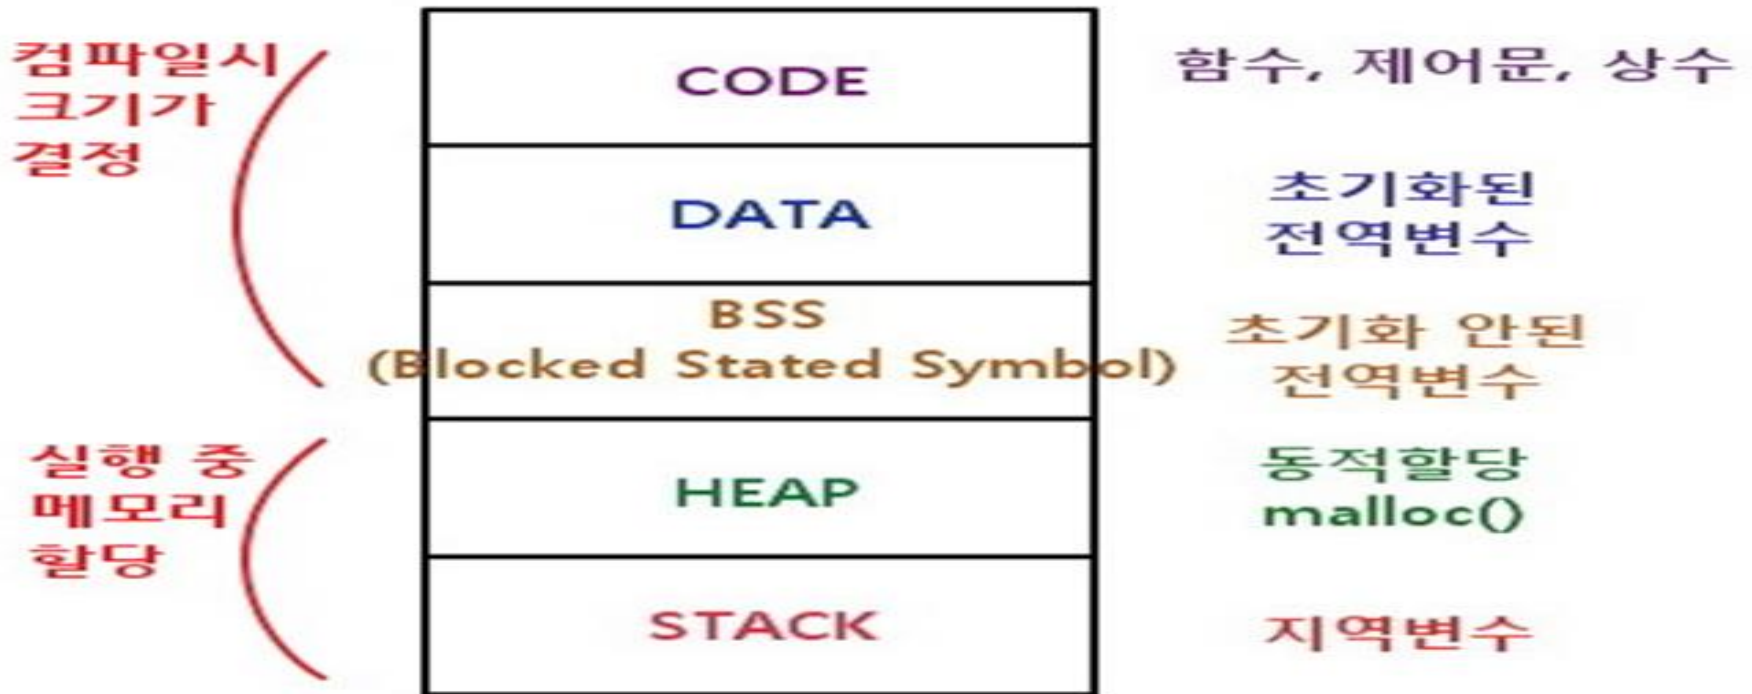 컴파일시
크기가
결정
CODE
함수, 제어문, 상수
DATA
초기화된
전역변수
BSS
(Blocked Stated Symbol)
초기화 안된
전역변수
실행 중
메모리
할당
HEAP
동적할당
malloc()
STACK
지역변수